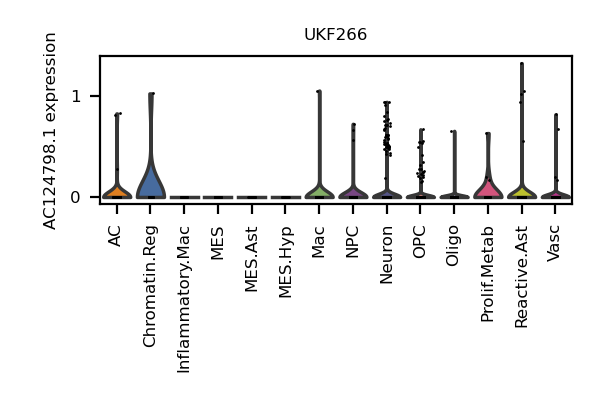 UKF266
AC124798.1 expression
1
0
AC
Chromatin.Reg
Inflammatory.Mac
MES
MES.Ast
MES.Hyp
Mac
NPC
Neuron
OPC
Oligo
Prolif.Metab
Reactive.Ast
Vasc